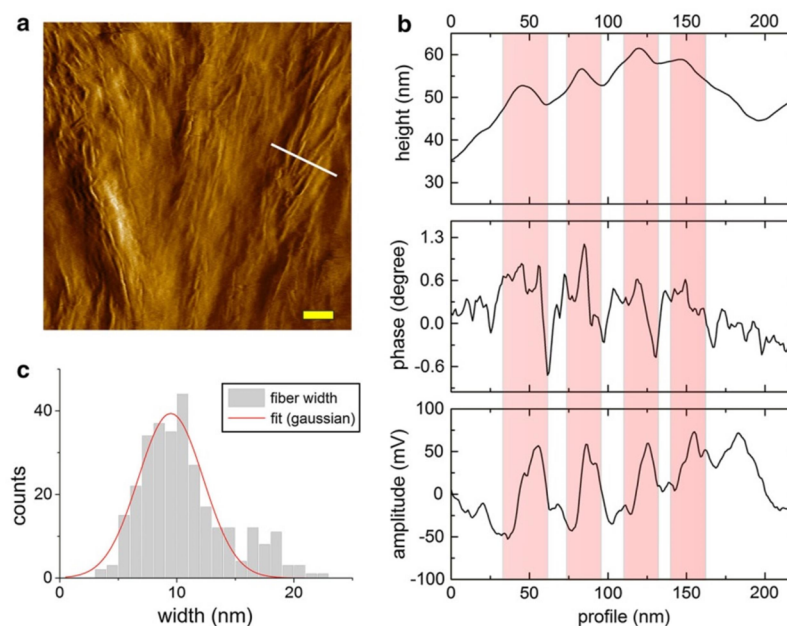 a
b
0 50 100 150 200
60
50
40
30
height (nm)
1.3
0.6
0.0
-0.6
phase (degree)
100
50
0
-50
-100
amplitude (mV)
0 50 100 150 200
profile (nm)
c
fiber width
fit (gaussian)
40
20
0
counts
0 10 20
width (nm)